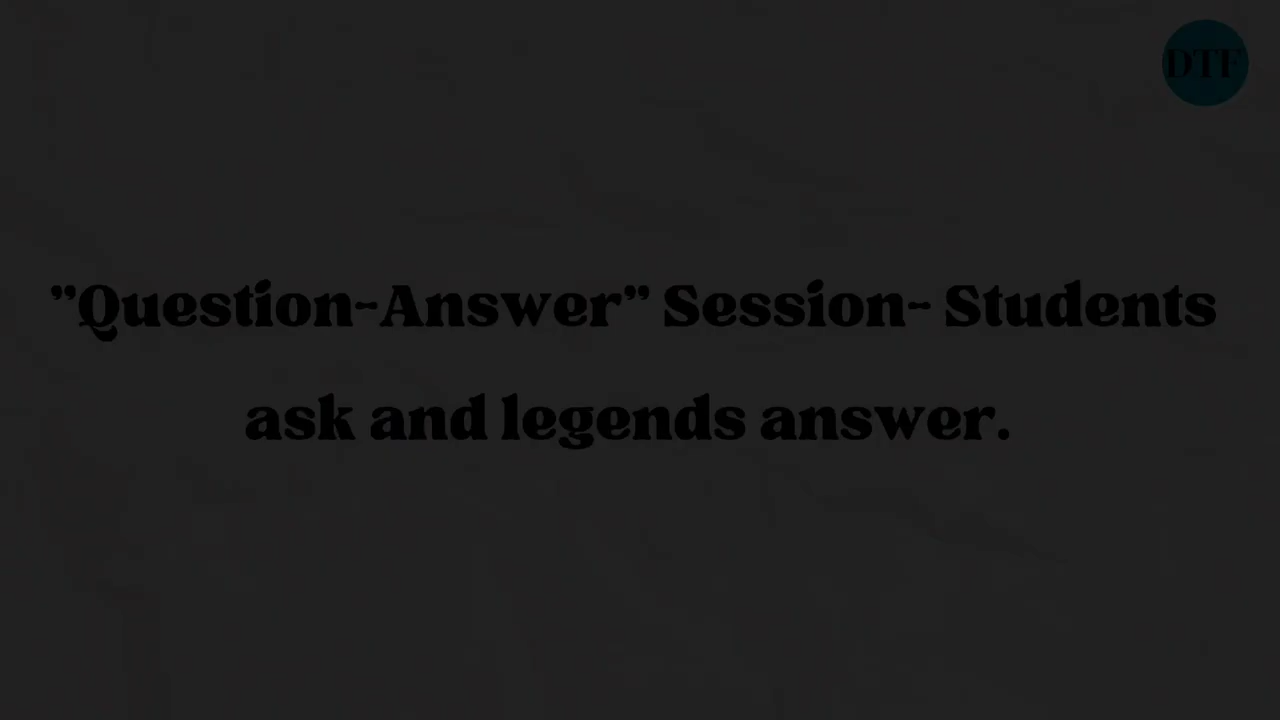 DTF
"Question-Answer" Session- Students
ask and legends answer.